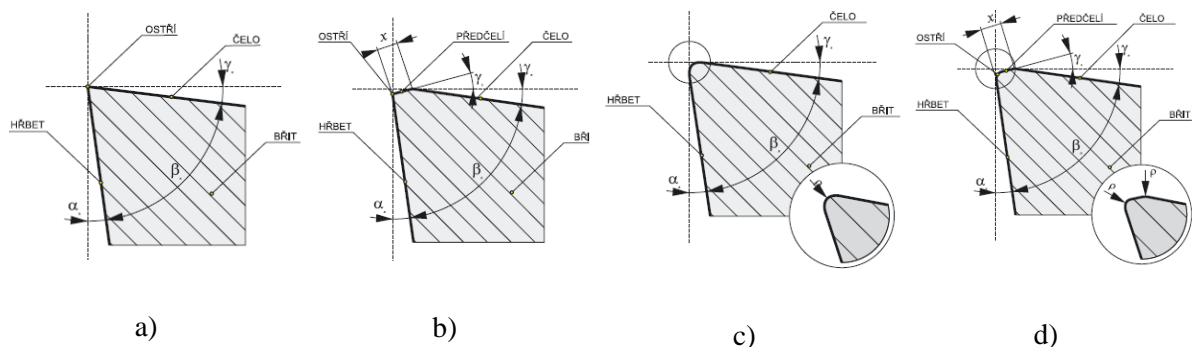 OSTŘÍ
ČELO
γ.
HŘBET
β.
BŘIT
α.
a)
OSTŘÍ
x
PŘEDČELÍ
ČELO
γ.
γ.
HŘBET
β.
BŘI
α.
b)
ČELO
γ.
HŘBET
β.
BŘIT
α.
ρ
c)
x
PŘEDČELÍ
ČELO
OSTŘÍ
γ.
γ.
HŘBET
β.
BŘIT
α.
ρ
ρ
d)